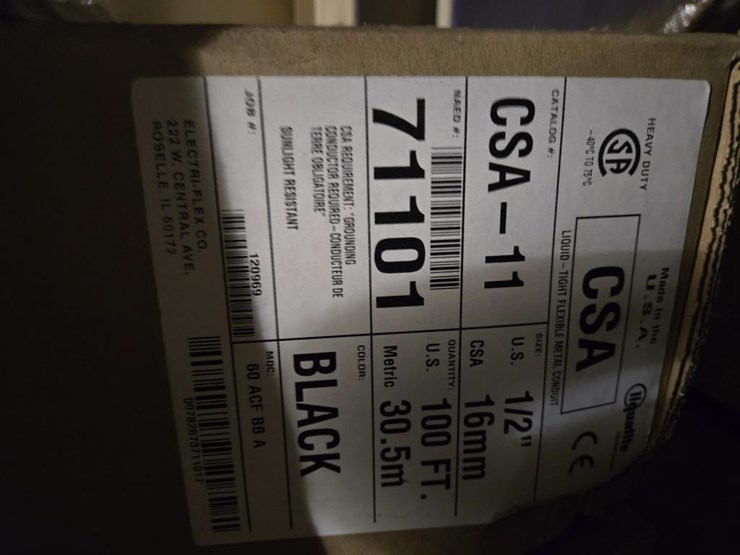 Made in the
U.S.A.
liquatite
HEAVY DUTY
SA
-40°C TO 75°C
CSA
CE
LIQUID-TIGHT FLEXIBLE METAL CONDUIT
CATALOG #:
CSA-11
SIZE:
U.S. 1/2"
CSA 16mm
NAED #:
71101
QUANTITY:
U.S. 100 FT.
Metric 30.5m
CSA REQUIREMENT: "GROUNDING
CONDUCTOR REQUIRED-CONDUCTEUR DE
TERRE OBLIGATOIRE"
SUNLIGHT RESISTANT
COLOR:
BLACK
JOB #:
120969
MDC:
60 ACF BB A
ELECTRI-FLEX CO.
222 W. CENTRAL AVE.
ROSELLE, IL 60172